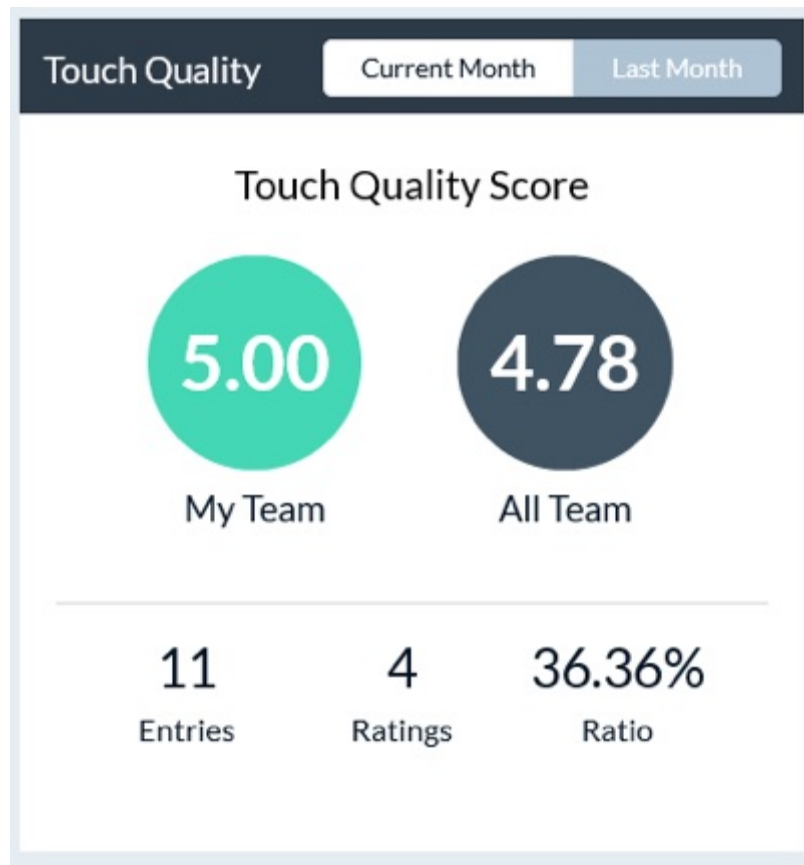 Touch Quality Current Month Last Month
Touch Quality Score
5.00 4.78
My Team All Team
11 4 36.36%
Entries Ratings Ratio